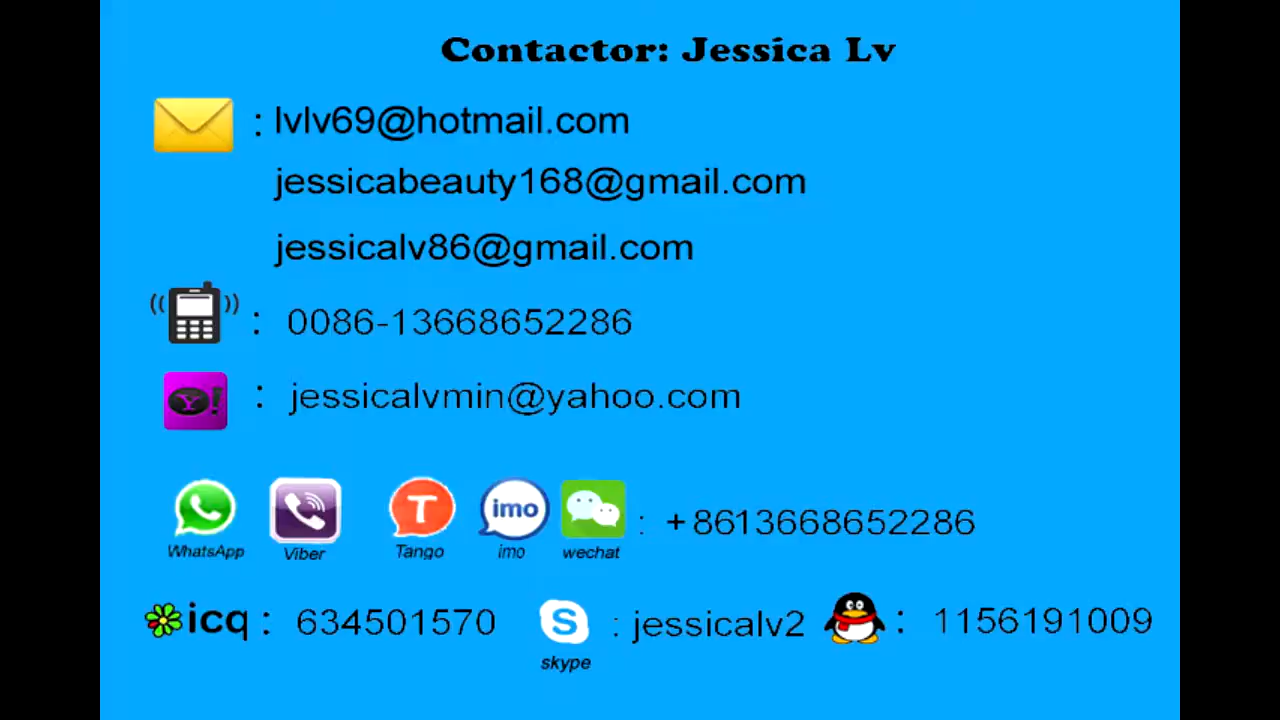 Contactor: Jessica Lv
: lvlv69@hotmail.com
jessicabeauty168@gmail.com
jessicalv86@gmail.com
: 0086-13668652286
Y! : jessicalvmin@yahoo.com
T imo : +8613668652286
WhatsApp Viber Tango imo wechat
icq : 634501570 S : jessicalv2 : 1156191009
skype